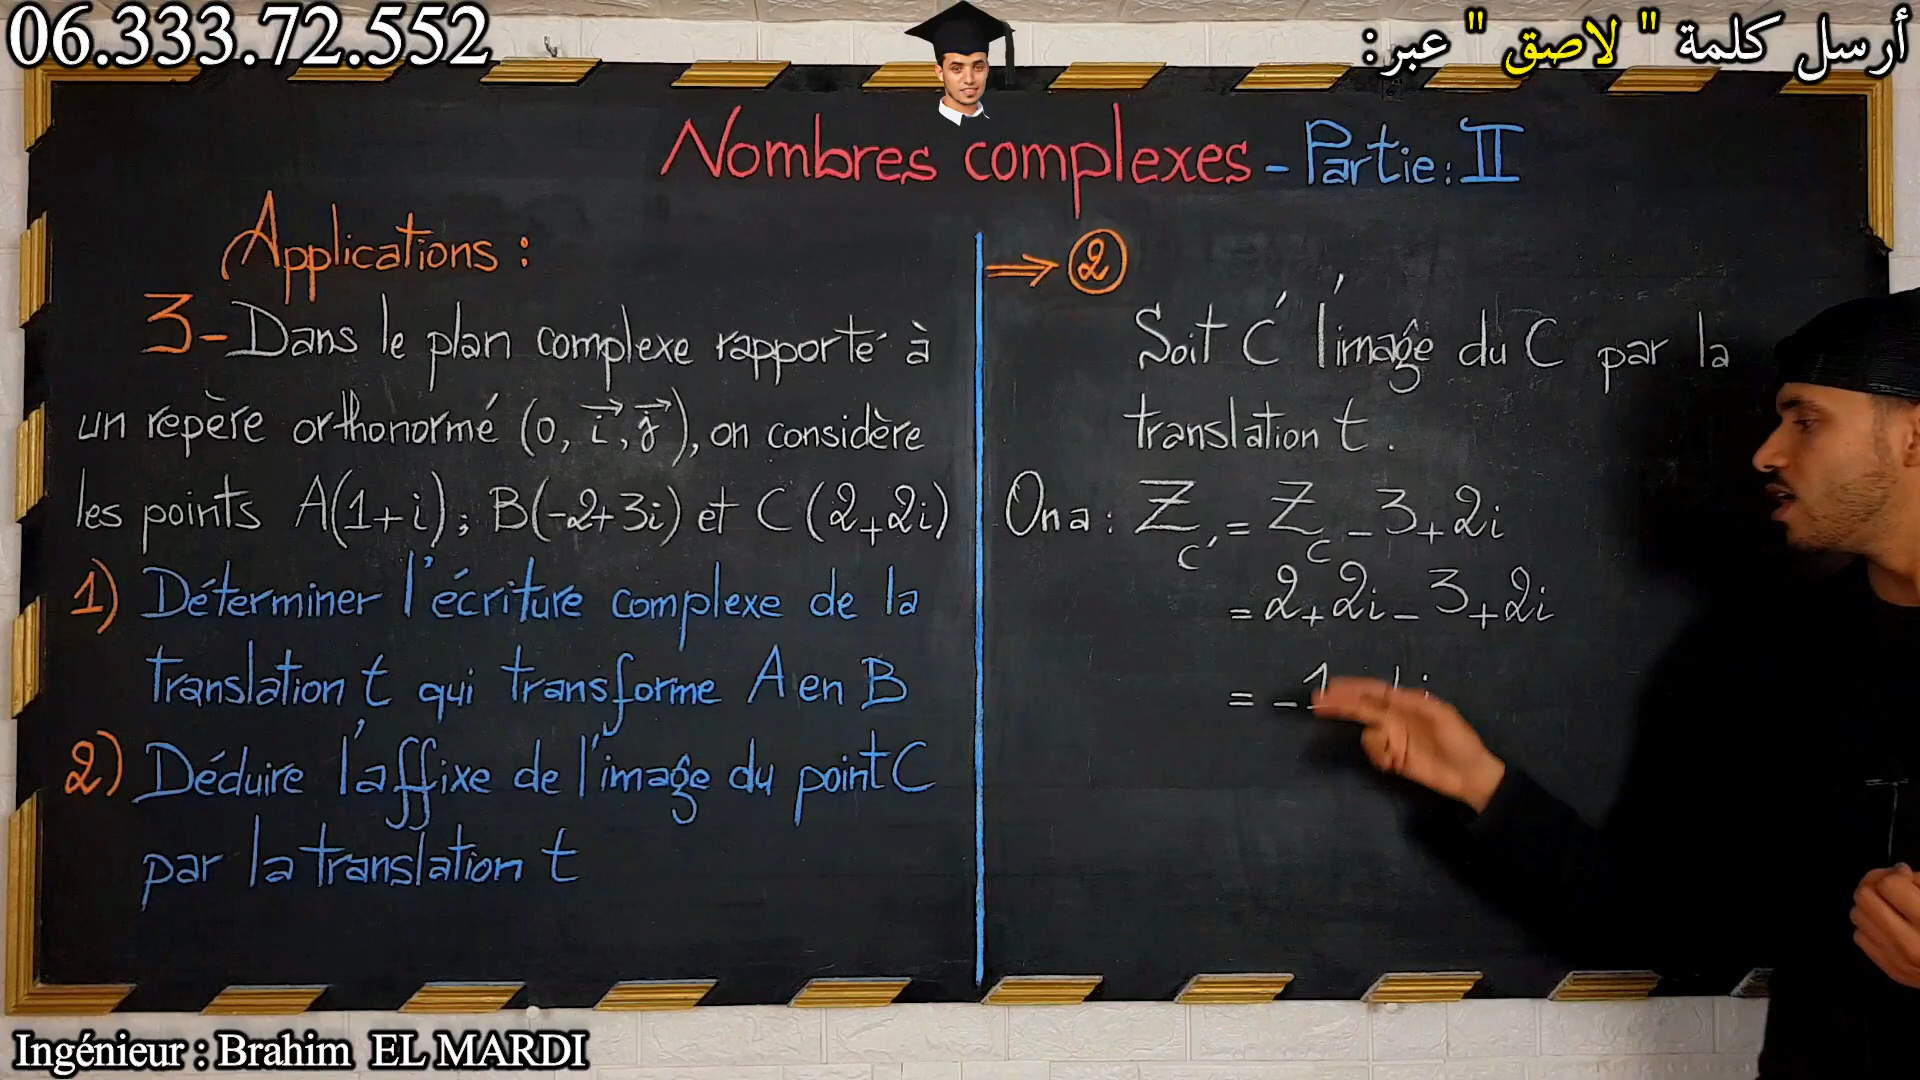 06.333.72.552
أرسل كلمة " لاصق " عبر:
Nombres complexes - Partie: II
Applications :
3- Dans le plan complexe rapporté à
un repère orthonormé (0, i, j), on considère
les points A(1+i); B(-2+3i) et C(2+2i)
1) Déterminer l'écriture complexe de la
translation t qui transforme A en B
2) Déduire l'affixe de l'image du point C
par la translation t
⇒ 2
Soit C' l'image du C par la
translation t.
On a : Z_C' = Z_C - 3 + 2i
= 2 + 2i - 3 + 2i
= -1
Ingénieur : Brahim EL MARDI